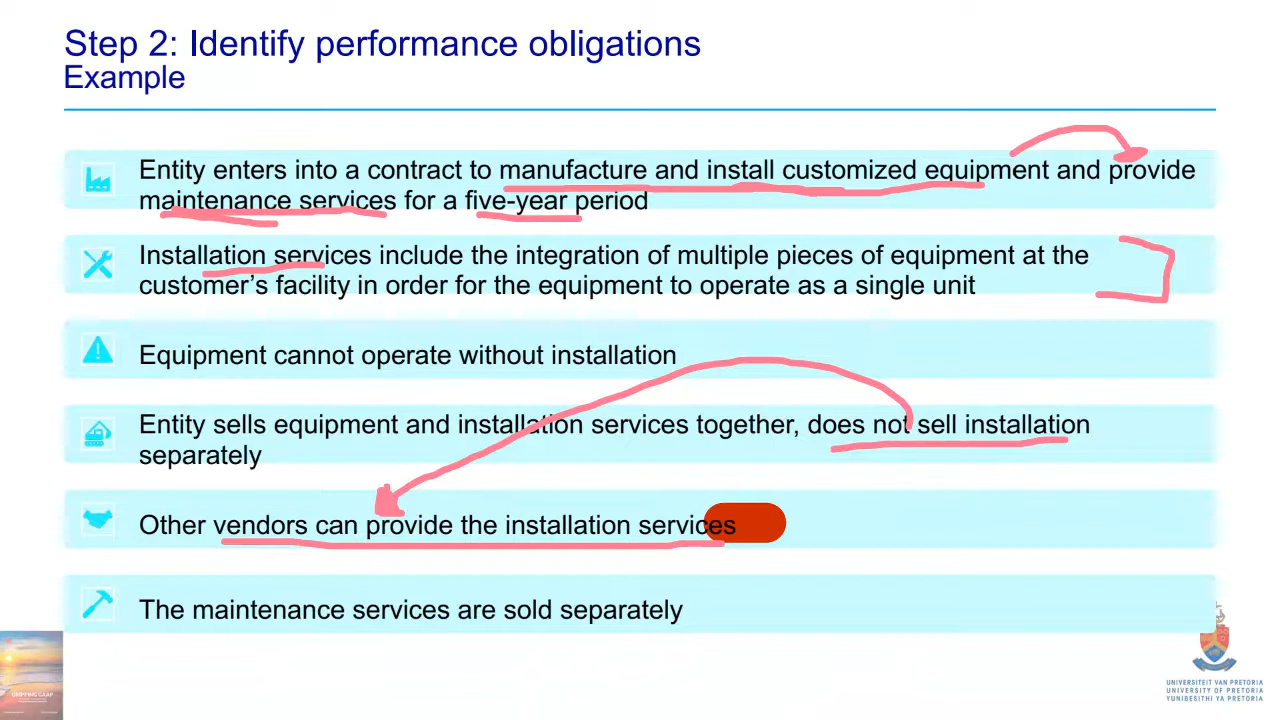 Step 2: Identify performance obligations
Example
Entity enters into a contract to manufacture and install customized equipment and provide
maintenance services for a five-year period
Installation services include the integration of multiple pieces of equipment at the
customer's facility in order for the equipment to operate as a single unit
Equipment cannot operate without installation
Entity sells equipment and installation services together, does not sell installation
separately
Other vendors can provide the installation services
The maintenance services are sold separately
GRIPPING GAAP
UNIVERSITEIT VAN PRETORIA
UNIVERSITY OF PRETORIA
YUNIBESITHI YA PRETORIA